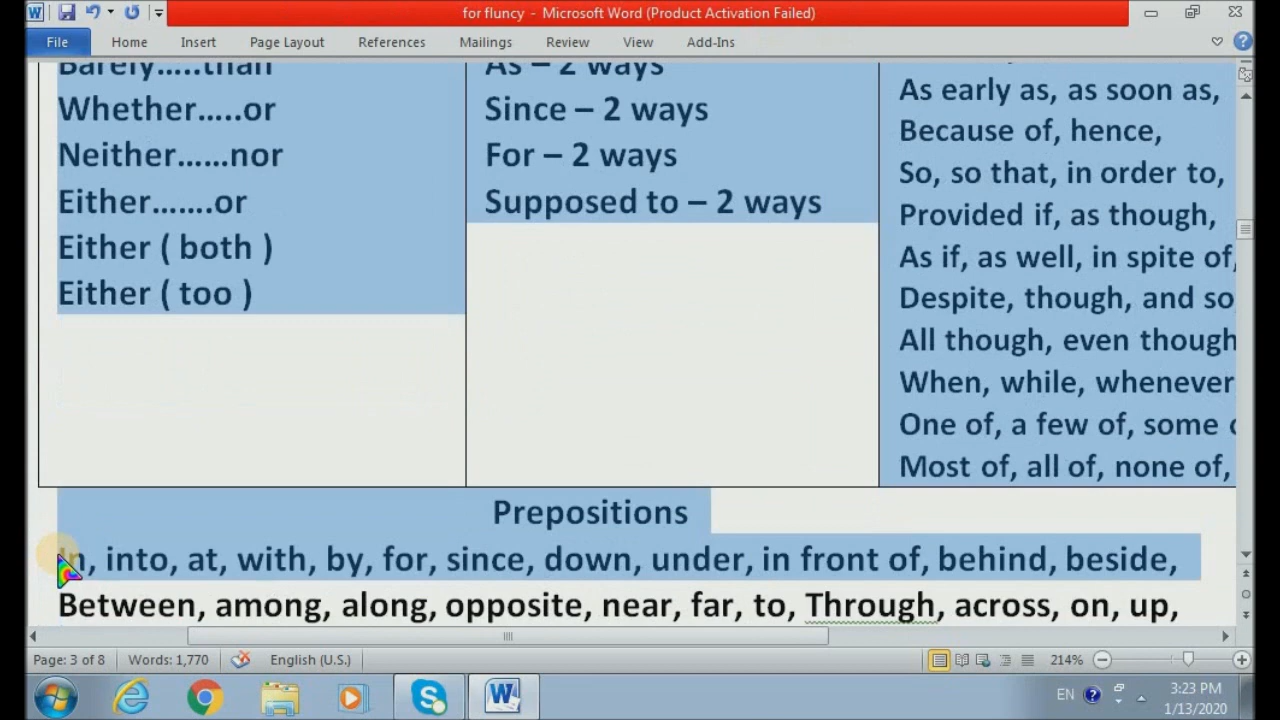 for fluncy - Microsoft Word (Product Activation Failed)
File Home Insert Page Layout References Mailings Review View Add-Ins
Barely.....than
Whether.....or
Neither......nor
Either.......or
Either ( both )
Either ( too )
As – 2 ways
Since – 2 ways
For – 2 ways
Supposed to – 2 ways
As early as, as soon as,
Because of, hence,
So, so that, in order to,
Provided if, as though,
As if, as well, in spite of,
Despite, though, and so,
All though, even though
When, while, whenever
One of, a few of, some
Most of, all of, none of,
Prepositions
In, into, at, with, by, for, since, down, under, in front of, behind, beside,
Between, among, along, opposite, near, far, to, Through, across, on, up,
Page: 3 of 8 Words: 1,770 English (U.S.) 214%
EN 3:23 PM
1/13/2020